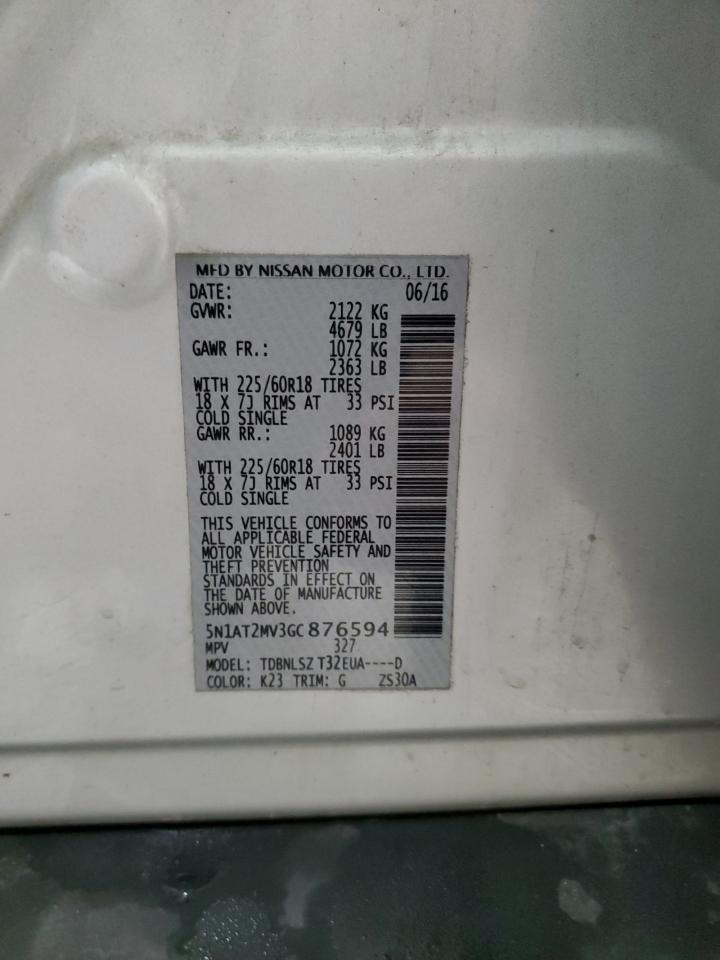 MFD BY NISSAN MOTOR CO., LTD.
DATE: 06/16
GVWR: 2122 KG
4679 LB
GAWR FR.: 1072 KG
2363 LB
WITH 225/60R18 TIRES
18 X 7J RIMS AT 33 PSI
COLD SINGLE
GAWR RR.: 1089 KG
2401 LB
WITH 225/60R18 TIRES
18 X 7J RIMS AT 33 PSI
COLD SINGLE
THIS VEHICLE CONFORMS TO
ALL APPLICABLE FEDERAL
MOTOR VEHICLE SAFETY AND
THEFT PREVENTION
STANDARDS IN EFFECT ON
THE DATE OF MANUFACTURE
SHOWN ABOVE.
5N1AT2MV3GC876594
MPV 327
MODEL: TDBNLSZ T32EUA----D
COLOR: K23 TRIM: G ZS30A